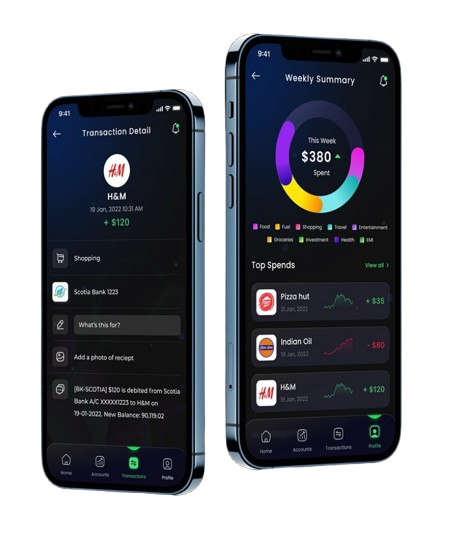 9:41
Transaction Detail
H&M
H&M
19 Jan, 2022 10:31 AM
+ $120
Shopping
Scotia Bank 1223
What's this for?
Add a photo of reciept
[BK-SCOTIA] $120 is debited from Scotia
Bank A/C XXXXX1223 to H&M on
19-01-2022. New Balance: 90,119.02
Home
Accounts
Transactions
Profile
9:41
Weekly Summary
This Week
$380
Spent
Food Fuel Shopping Travel Entertainment
Groceries Investment Health EMI
Top Spends
View all >
Pizza hut
21 Jan, 2022
+ $35
Indian Oil
19 Jan, 2022
- $80
H&M
H&M
19 Jan, 2022
+ $120
Home
Accounts
Transactions
Profile